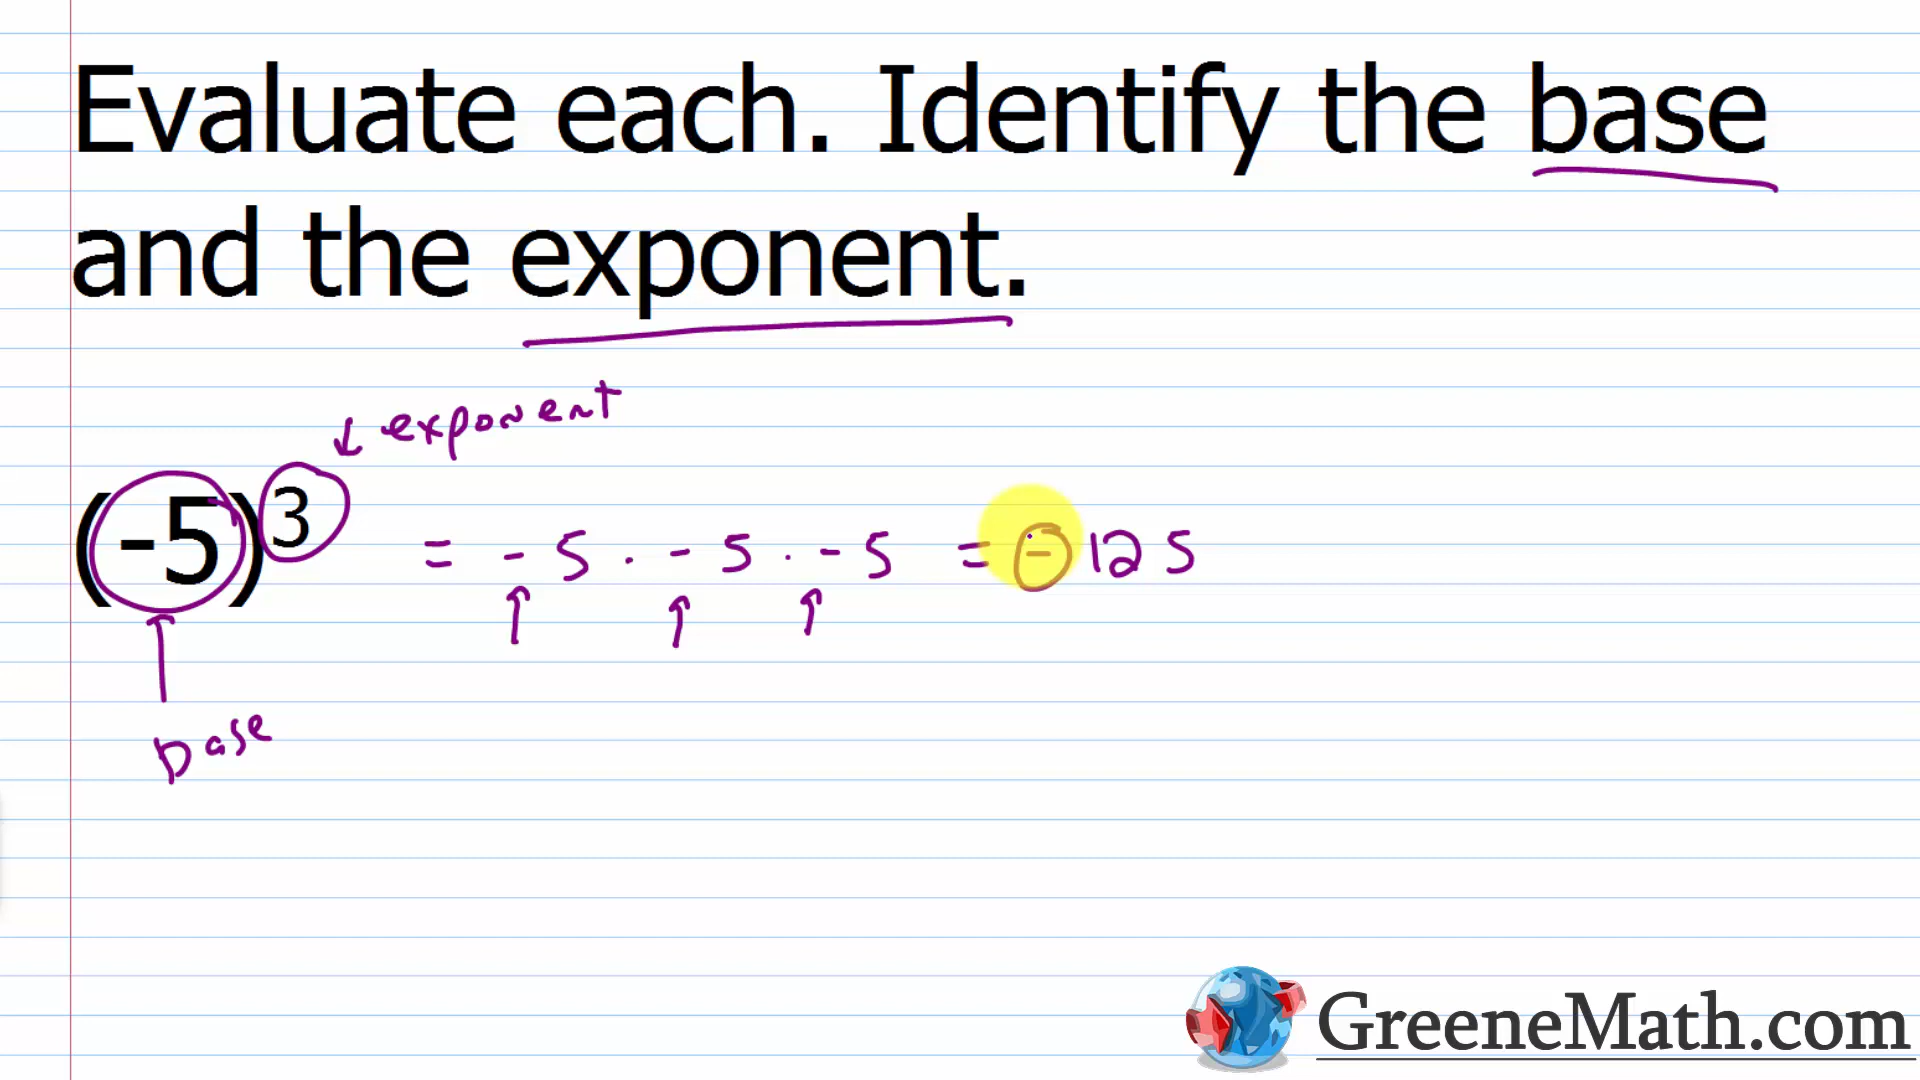 Evaluate each. Identify the base
and the exponent.
↓ exponent
(-5)³ = - 5 · - 5 · - 5 = - 125
base
GreeneMath.com